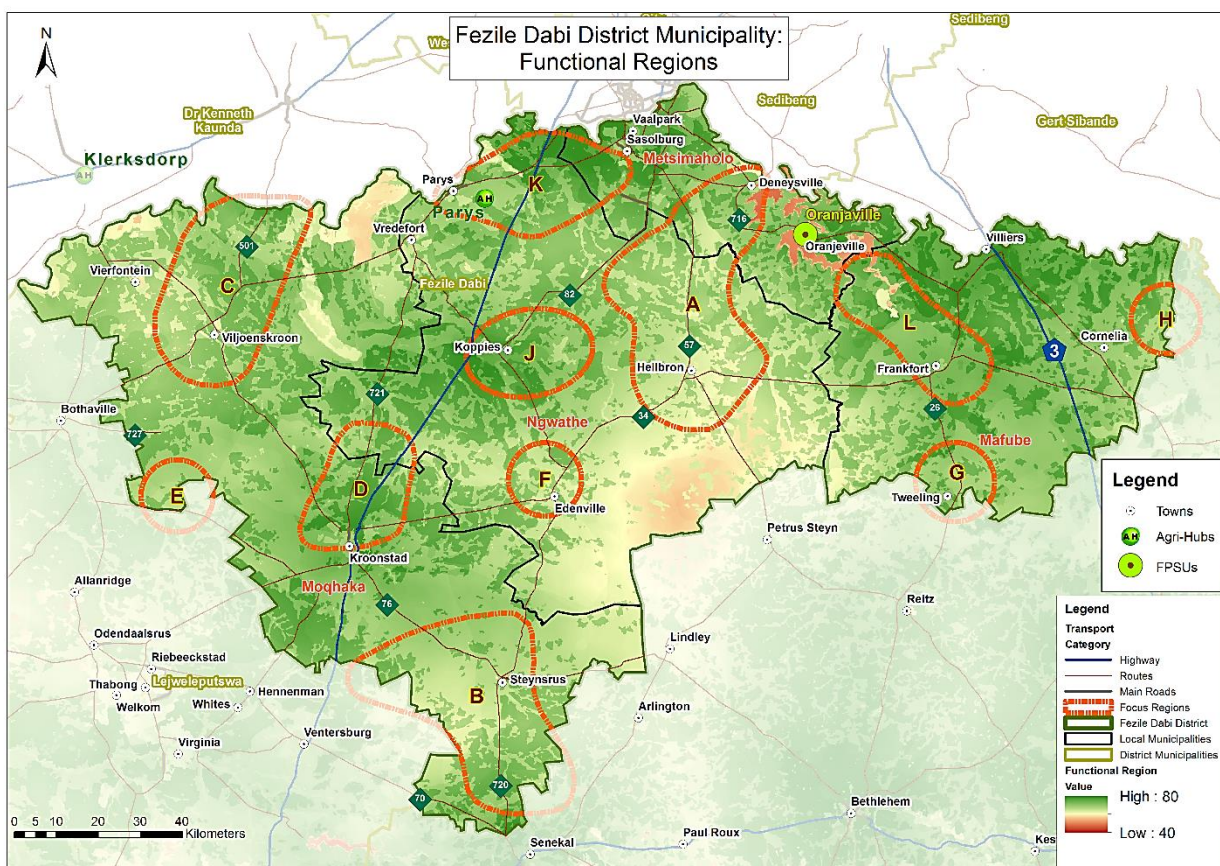 Fezile Dabi District Municipality:
Functional Regions
N
Sedibeng
Dr Kenneth
Kaunda
Sedibeng
Gert Sibande
Klerksdorp
AH
Vaalpark
Sasolburg
Metsimaholo
Parys
AH
Parys
K
Deneysville
716
Oranjaville
Oranjeville
Villiers
501
Vredefort
Vierfontein
C
Fezile Dabi
82
A
L
H
3
Cornelia
Viljoenskroon
Koppies
J
57
Heilbron
Frankfort
721
34
26
Bothaville
727
Ngwathe
Mafube
E
D
F
Edenville
G
Tweeling
Petrus Steyn
Kroonstad
Moqhaka
76
Allanridge
Reitz
Odendaalsrus
Lindley
Riebeeckstad
Thabong
Lejweleputswa
Welkom
Hennenman
Whites
B
Steynsrus
Arlington
Virginia
Ventersburg
70
720
Bethlehem
Paul Roux
Senekal
Kes
0 5 10 20 30 40
Kilometers
Legend
Towns
AH
Agri-Hubs
FPSUs
Legend
Transport
Category
Highway
Routes
Main Roads
Focus Regions
Fezile Dabi District
Local Municipalities
District Municipalities
Functional Region
Value
High : 80
Low : 40